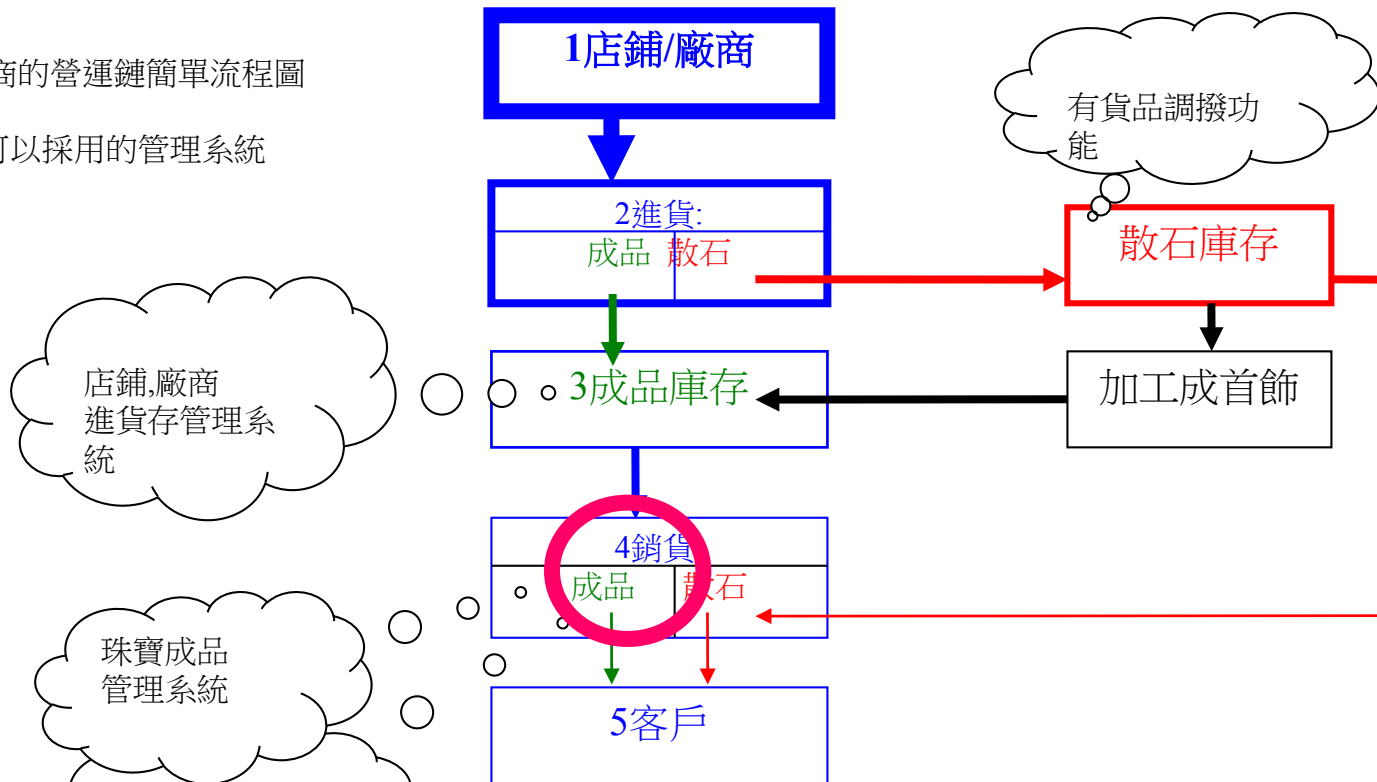 1店鋪/廠商
商的營運鏈簡單流程圖
可以採用的管理系統
有貨品調撥功
能
2進貨:
成品 散石
散石庫存
店鋪,廠商
進貨存管理系
統
3成品庫存
加工成首飾
4銷貨
成品 散石
珠寶成品
管理系統
5客戶